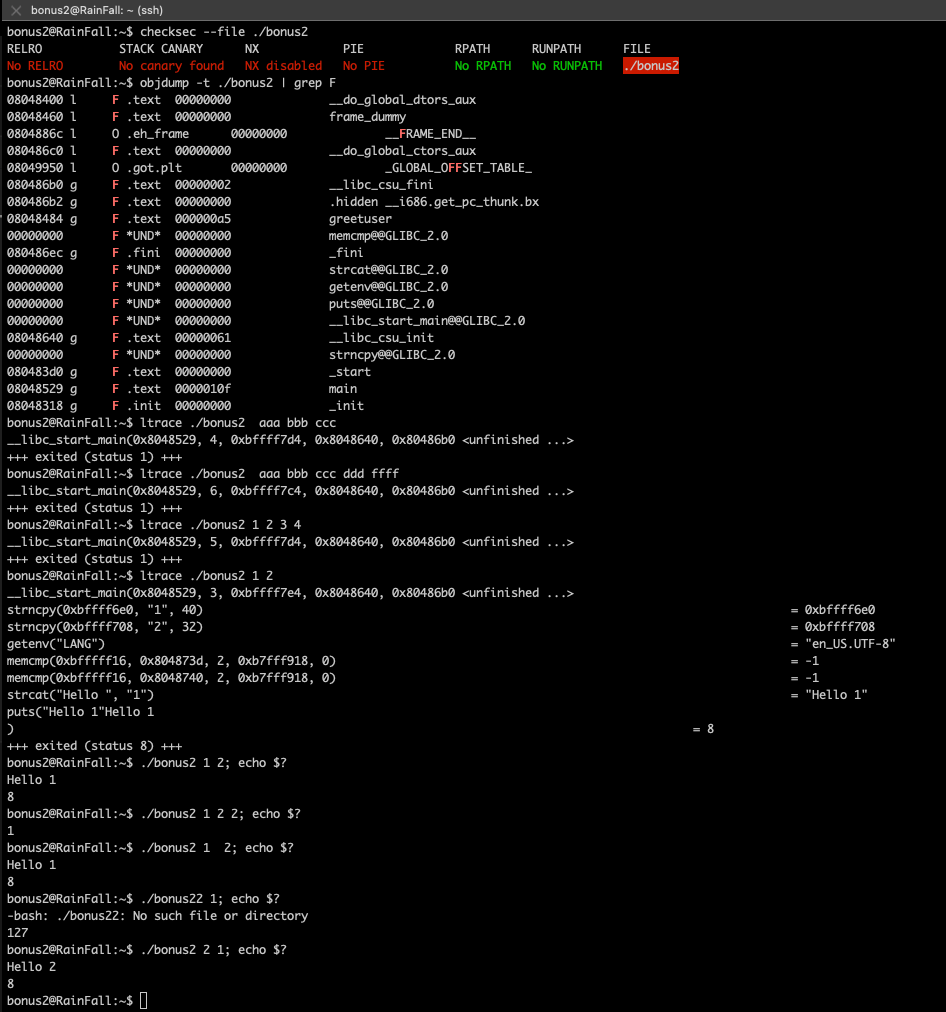 bonus2@RainFall: ~ (ssh)
bonus2@RainFall:~$ checksec --file ./bonus2
RELRO           STACK CANARY      NX            PIE             RPATH      RUNPATH      FILE
No RELRO        No canary found   NX disabled   No PIE          No RPATH   No RUNPATH   ./bonus2
bonus2@RainFall:~$ objdump -t ./bonus2 | grep F
08048400 l     F .text  00000000              __do_global_dtors_aux
08048460 l     F .text  00000000              frame_dummy
0804886c l     O .eh_frame      00000000              __FRAME_END__
080486c0 l     F .text  00000000              __do_global_ctors_aux
08049950 l     O .got.plt       00000000              _GLOBAL_OFFSET_TABLE_
080486b0 g     F .text  00000002              __libc_csu_fini
080486b2 g     F .text  00000000              .hidden __i686.get_pc_thunk.bx
08048484 g     F .text  000000a5              greetuser
00000000       F *UND*  00000000              memcmp@@GLIBC_2.0
080486ec g     F .fini  00000000              _fini
00000000       F *UND*  00000000              strcat@@GLIBC_2.0
00000000       F *UND*  00000000              getenv@@GLIBC_2.0
00000000       F *UND*  00000000              puts@@GLIBC_2.0
00000000       F *UND*  00000000              __libc_start_main@@GLIBC_2.0
08048640 g     F .text  00000061              __libc_csu_init
00000000       F *UND*  00000000              strncpy@@GLIBC_2.0
080483d0 g     F .text  00000000              _start
08048529 g     F .text  0000010f              main
08048318 g     F .init  00000000              _init
bonus2@RainFall:~$ ltrace ./bonus2  aaa bbb ccc
__libc_start_main(0x8048529, 4, 0xbffff7d4, 0x8048640, 0x80486b0 <unfinished ...>
+++ exited (status 1) +++
bonus2@RainFall:~$ ltrace ./bonus2  aaa bbb ccc ddd ffff
__libc_start_main(0x8048529, 6, 0xbffff7c4, 0x8048640, 0x80486b0 <unfinished ...>
+++ exited (status 1) +++
bonus2@RainFall:~$ ltrace ./bonus2 1 2 3 4
__libc_start_main(0x8048529, 5, 0xbffff7d4, 0x8048640, 0x80486b0 <unfinished ...>
+++ exited (status 1) +++
bonus2@RainFall:~$ ltrace ./bonus2 1 2
__libc_start_main(0x8048529, 3, 0xbffff7e4, 0x8048640, 0x80486b0 <unfinished ...>
strncpy(0xbffff6e0, "1", 40)                                                  = 0xbffff6e0
strncpy(0xbffff708, "2", 32)                                                  = 0xbffff708
getenv("LANG")                                                                = "en_US.UTF-8"
memcmp(0xbfffff16, 0x804873d, 2, 0xb7fff918, 0)                               = -1
memcmp(0xbfffff16, 0x8048740, 2, 0xb7fff918, 0)                               = -1
strcat("Hello ", "1")                                                         = "Hello 1"
puts("Hello 1"Hello 1
)                                                                             = 8
+++ exited (status 8) +++
bonus2@RainFall:~$ ./bonus2 1 2; echo $?
Hello 1
8
bonus2@RainFall:~$ ./bonus2 1 2 2; echo $?
1
bonus2@RainFall:~$ ./bonus2 1  2; echo $?
Hello 1
8
bonus2@RainFall:~$ ./bonus22 1; echo $?
-bash: ./bonus22: No such file or directory
127
bonus2@RainFall:~$ ./bonus2 2 1; echo $?
Hello 2
8
bonus2@RainFall:~$